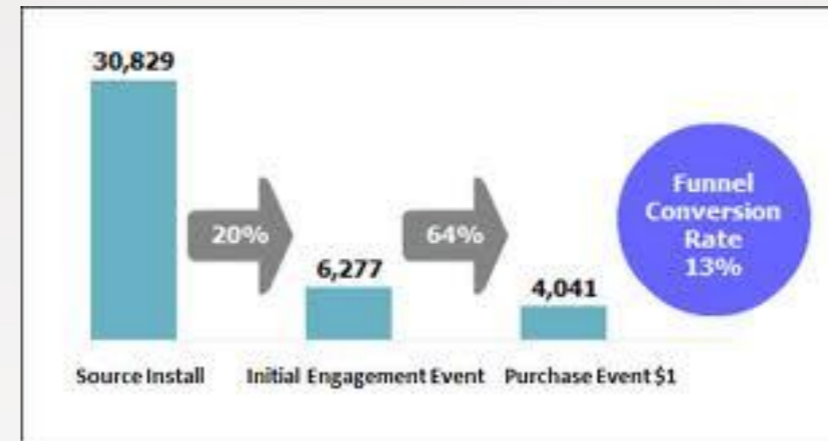 30,829
20%
6,277
64%
4,041
Funnel
Conversion
Rate
13%
Source Install
Initial Engagement Event
Purchase Event $1